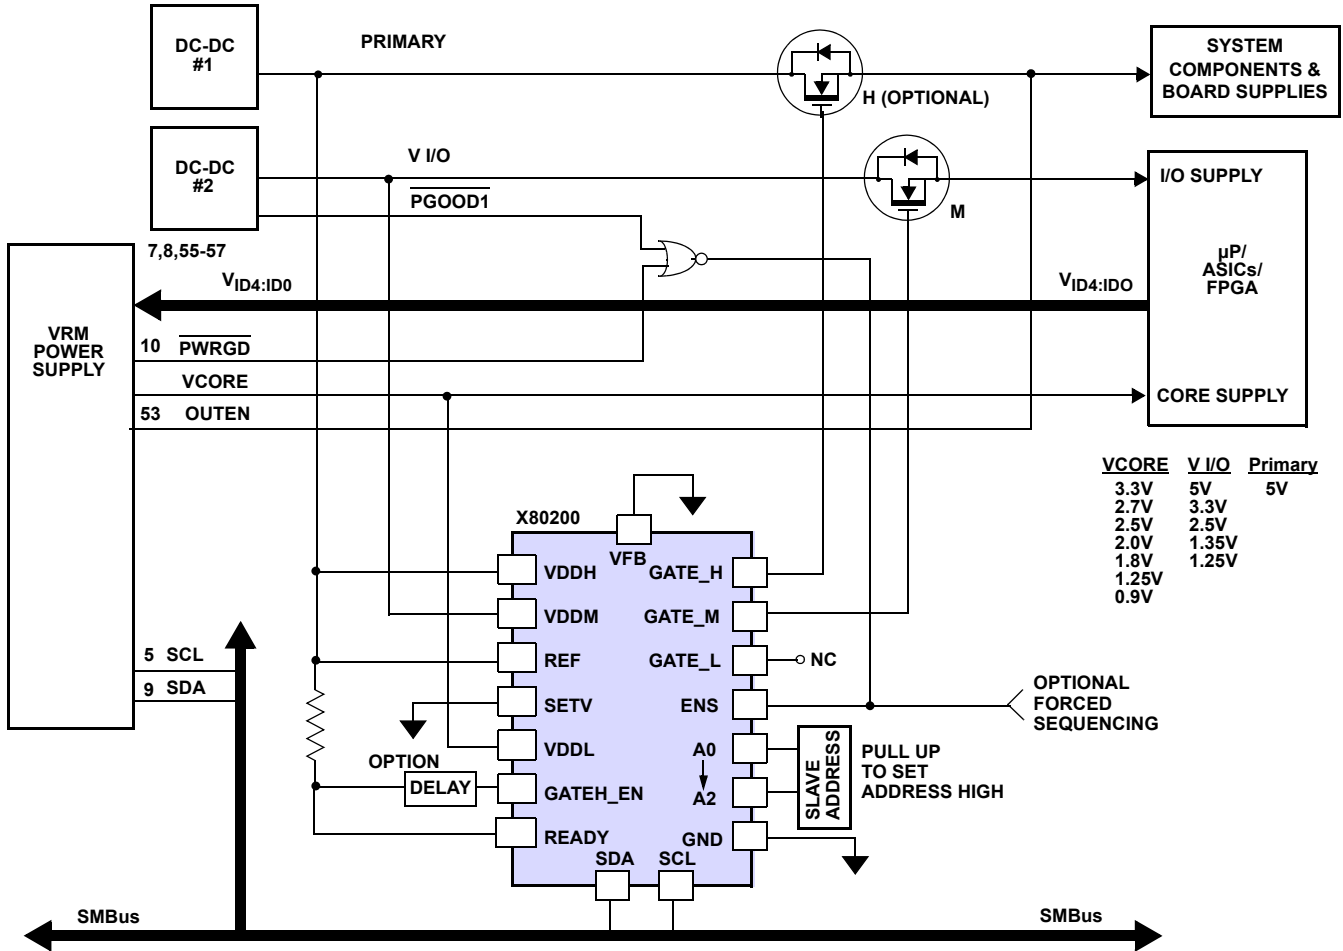 DC-DC
#1
PRIMARY
H (OPTIONAL)
SYSTEM
COMPONENTS &
BOARD SUPPLIES
DC-DC
#2
V I/O
PGOOD1
M
I/O SUPPLY
µP/
ASICs/
FPGA
CORE SUPPLY
7,8,55-57
VID4:ID0
VID4:IDO
VRM
POWER
SUPPLY
10 PWRGD
VCORE
53 OUTEN
5 SCL
9 SDA
VCORE V I/O Primary
3.3V 5V 5V
2.7V 3.3V
2.5V 2.5V
2.0V 1.35V
1.8V 1.25V
1.25V
0.9V
X80200
VFB
VDDH GATE_H
VDDM GATE_M
REF GATE_L NC
SETV ENS
VDDL A0
GATEH_EN A2
READY GND
SDA SCL
OPTION
DELAY
OPTIONAL
FORCED
SEQUENCING
SLAVE
ADDRESS
PULL UP
TO SET
ADDRESS HIGH
SMBus SMBus